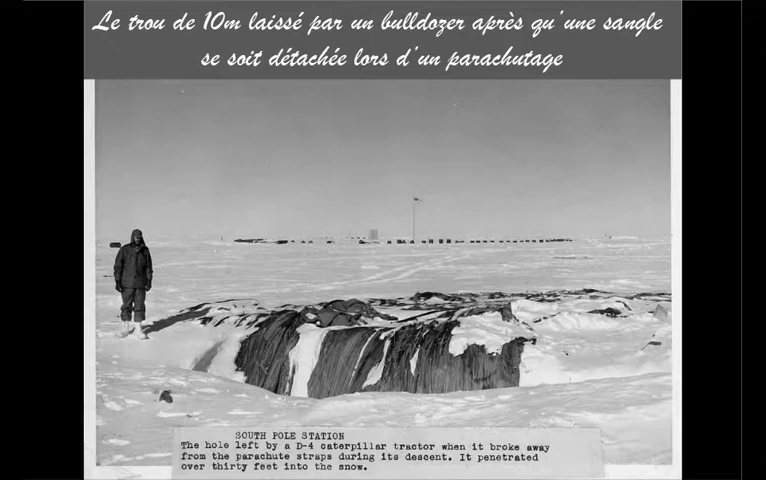 Le trou de 10m laissé par un bulldozer après qu'une sangle
se soit détachée lors d'un parachutage
SOUTH POLE STATION
The hole left by a D-4 caterpillar tractor when it broke away
from the parachute straps during its descent. It penetrated
over thirty feet into the snow.